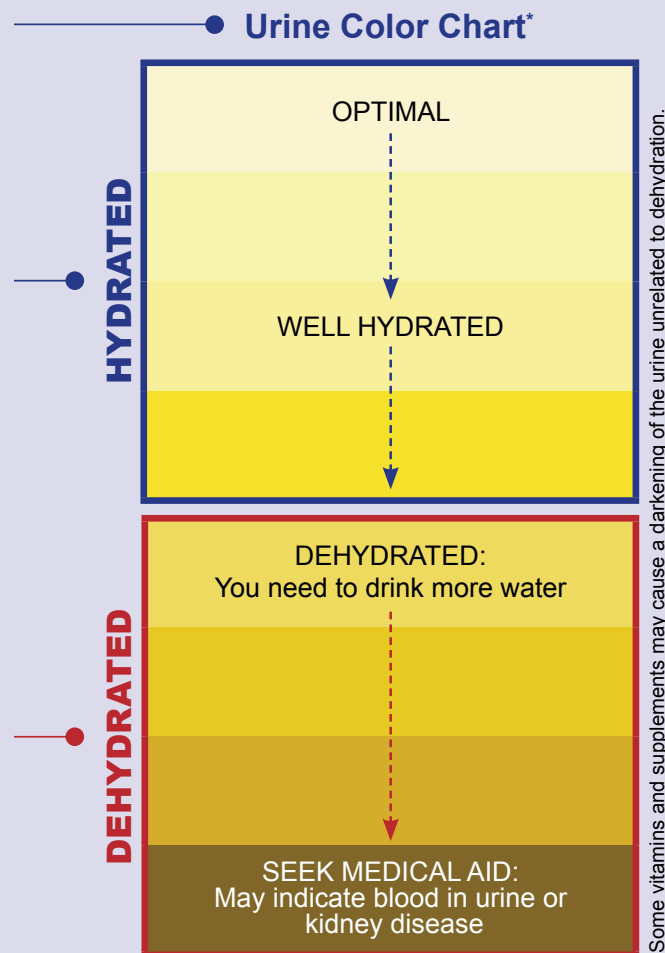 Urine Color Chart*
HYDRATED
OPTIMAL
WELL HYDRATED
DEHYDRATED
DEHYDRATED:
You need to drink more water
SEEK MEDICAL AID:
May indicate blood in urine or
kidney disease
Some vitamins and supplements may cause a darkening of the urine unrelated to dehydration.